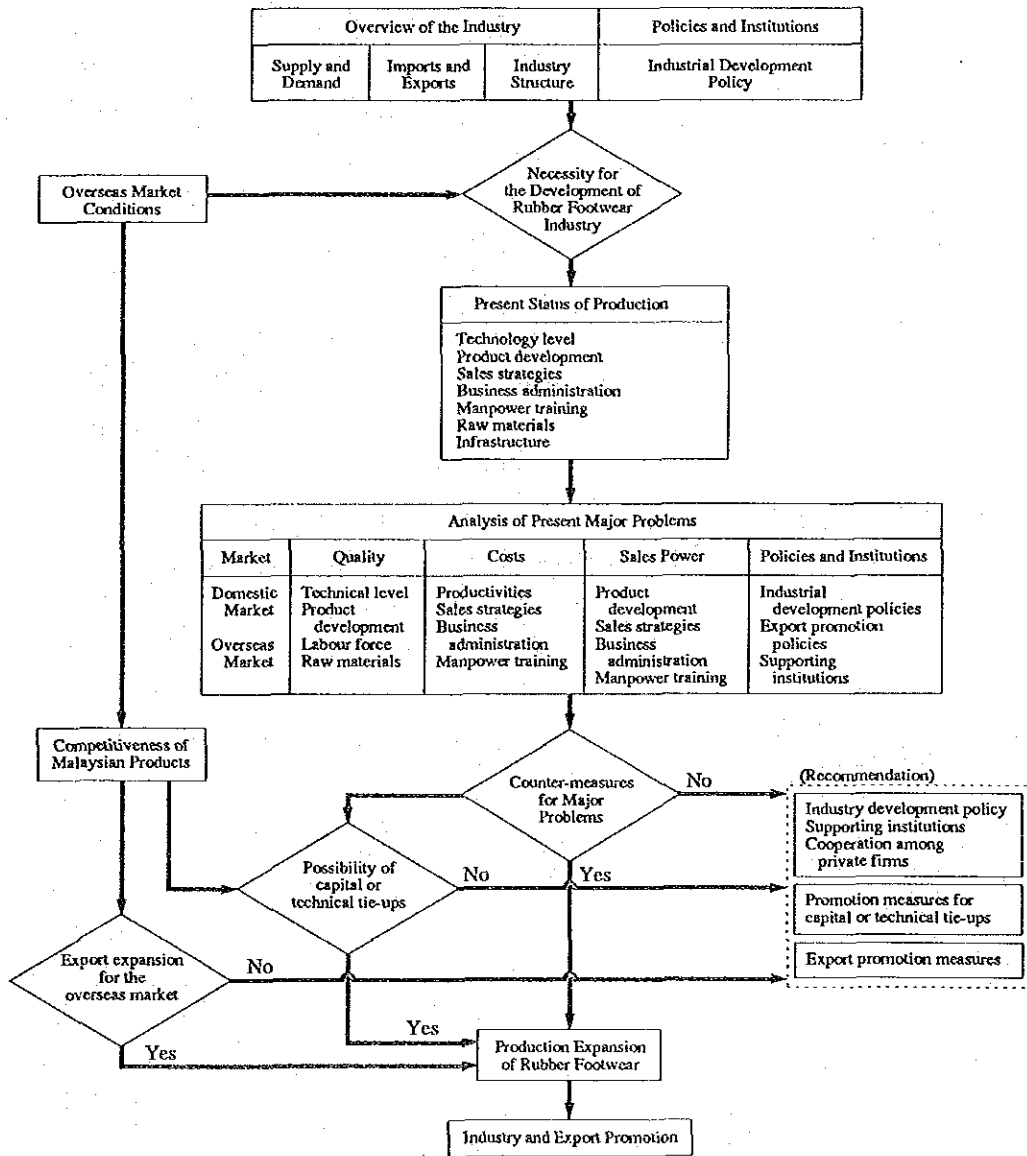 Overview of the Industry
Policies and Institutions
Supply and
Demand
Imports and
Exports
Industry
Structure
Industrial Development
Policy
Necessity for
the Development of
Rubber Footwear
Industry
Overseas Market
Conditions
Present Status of Production
Technology level
Product development
Sales strategies
Business administration
Manpower training
Raw materials
Infrastructure
Analysis of Present Major Problems
Market
Quality
Costs
Sales Power
Policies and Institutions
Domestic
Market
Overseas
Market
Technical level
Product
development
Labour force
Raw materials
Productivities
Sales strategies
Business
administration
Manpower training
Product
development
Sales strategies
Business
administration
Manpower training
Industrial
development policies
Export promotion
policies
Supporting
institutions
Competitiveness of
Malaysian Products
Counter-measures
for Major
Problems
No
(Recommendation)
Industry development policy
Supporting institutions
Cooperation among
private firms
Possibility of
capital or
technical tie-ups
No
Yes
Promotion measures for
capital or technical tie-ups
Export expansion
for the
overseas market
No
Export promotion measures
Yes
Yes
Production Expansion
of Rubber Footwear
Industry and Export Promotion